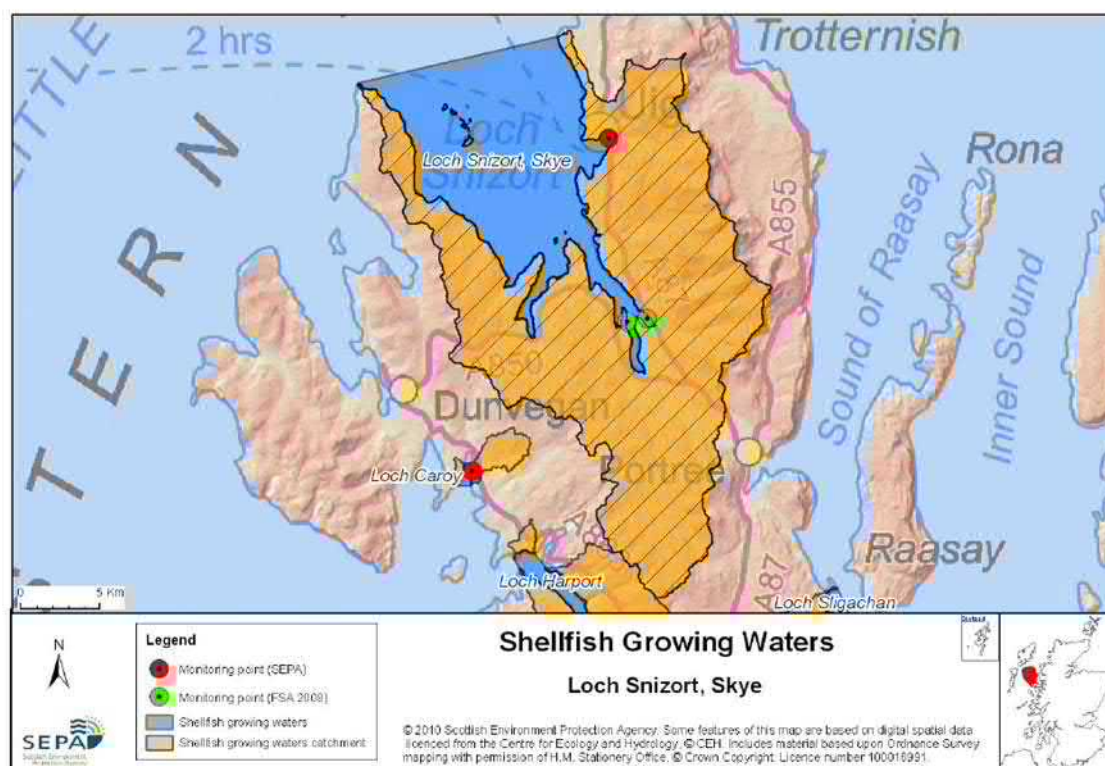 LITTLE
2 hrs
Trotternish
Uig
Loch
Snizort
Loch Snizort, Skye
TERN
Rona
A855
Sound of Raasay
Inner Sound
A850
Dunvegan
Portree
Loch Caroy
Raasay
Loch Harport
A87
Loch Sligachan
0
5 Km
N
SEPA
Legend
Monitoring point (SEPA)
Monitoring point (FSA 2008)
Shellfish growing waters
Shellfish growing waters catchment
Shellfish Growing Waters
Loch Snizort, Skye
© 2010 Scottish Environment Protection Agency. Some features of this map are based on digital spatial data
licenced from the Centre for Ecology and Hydrology, © CEH. Includes material based upon Ordnance Survey
mapping with permission of H.M. Stationery Office, © Crown Copyright. Licence number 100016991.